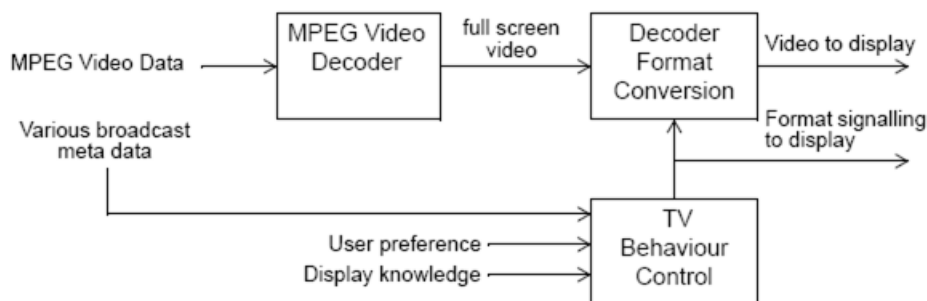 MPEG Video Data
MPEG Video
Decoder
full screen
video
Decoder
Format
Conversion
Video to display
Various broadcast
meta data
Format signalling
to display
User preference
Display knowledge
TV
Behaviour
Control